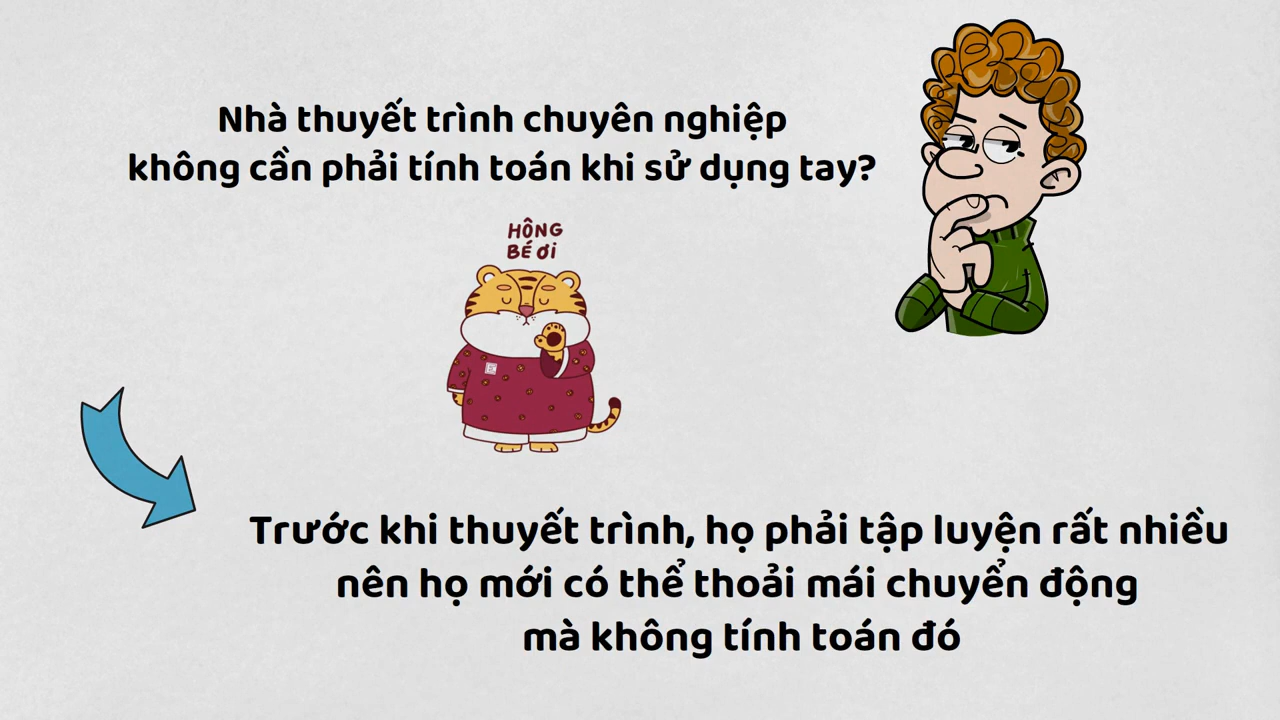 Nhà thuyết trình chuyên nghiệp
không cần phải tính toán khi sử dụng tay?
HÔNG
BÉ ƠI
Trước khi thuyết trình, họ phải tập luyện rất nhiều
nên họ mới có thể thoải mái chuyển động
mà không tính toán đó